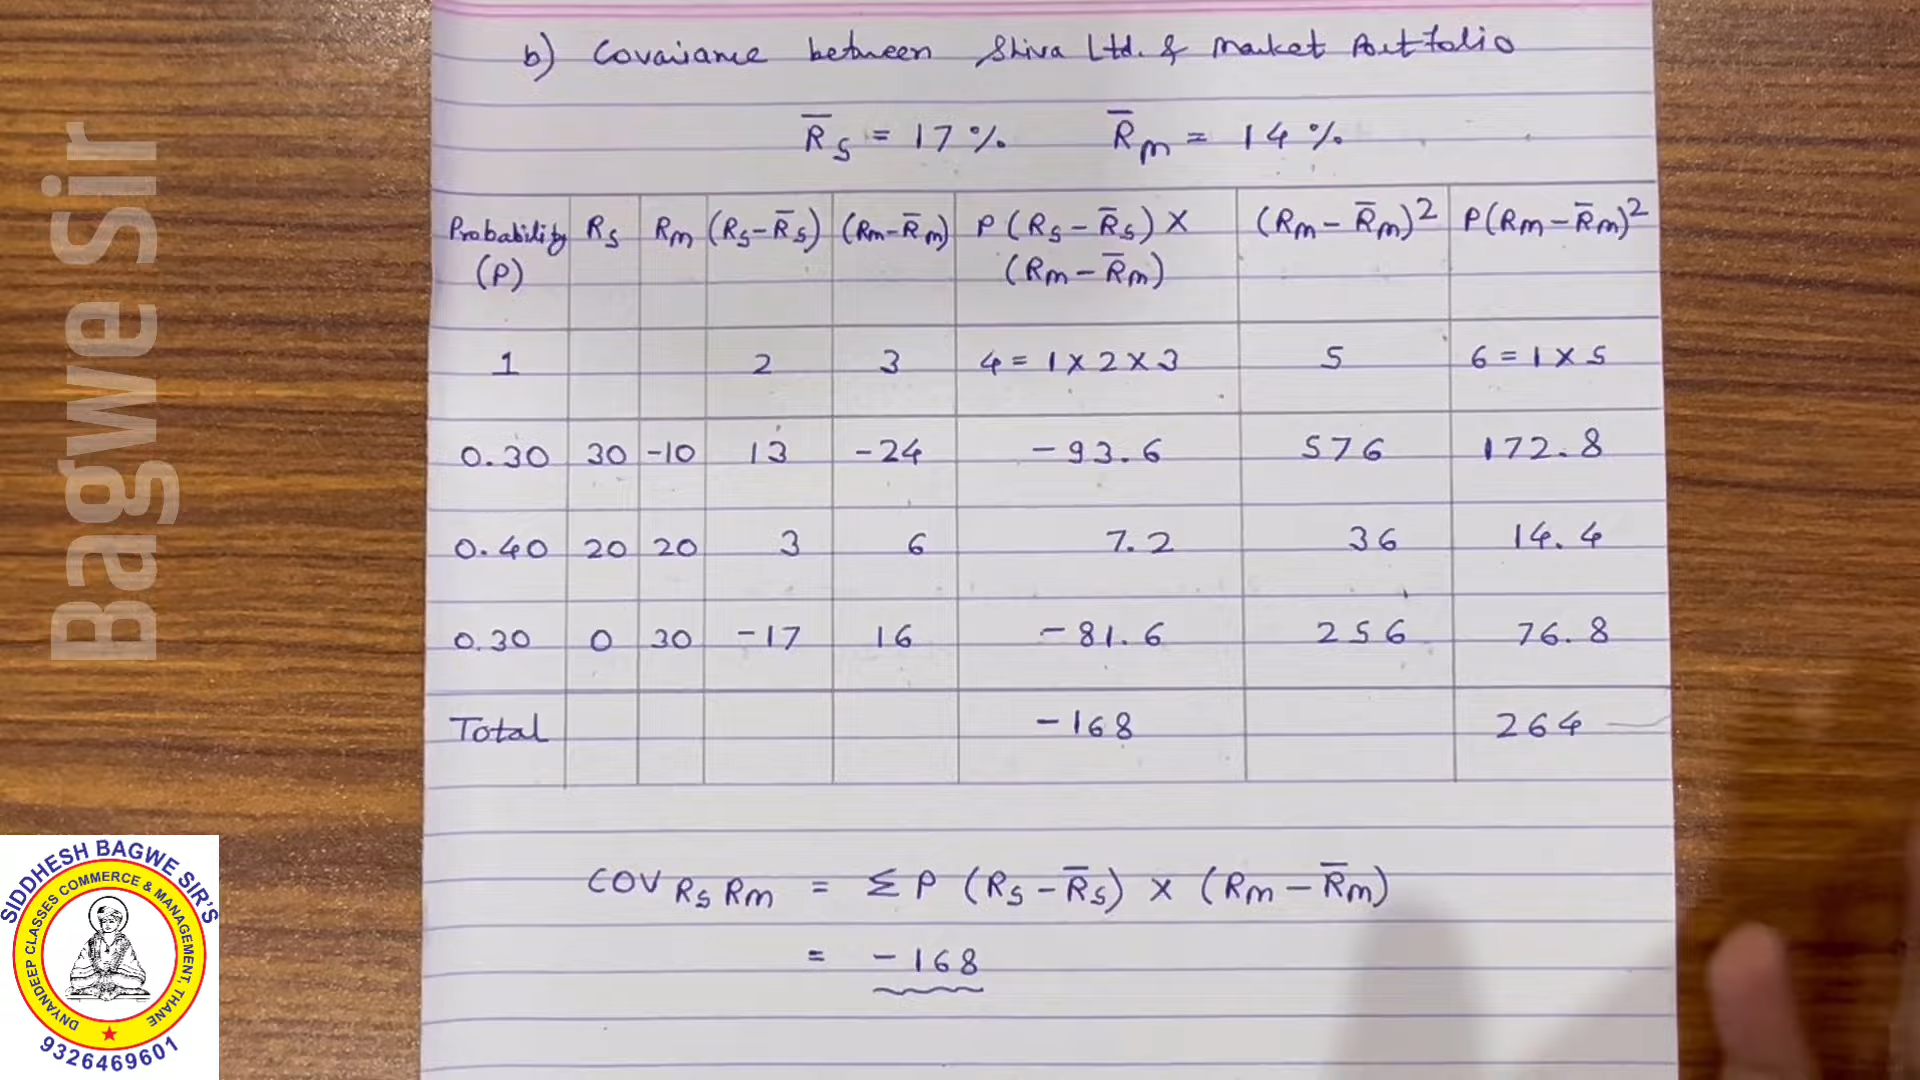 b) Covariance between Shiva Ltd. & Market Portfolio
R̅s = 17% R̅m = 14%
Probability (P) Rs Rm (Rs-R̅s) (Rm-R̅m) P(Rs-R̅s) X (Rm-R̅m) (Rm-R̅m)² P(Rm-R̅m)²
1 2 3 4 = 1 X 2 X 3 5 6 = 1 X 5
0.30 30 -10 13 -24 -93.6 576 172.8
0.40 20 20 3 6 7.2 36 14.4
0.30 0 30 -17 16 -81.6 256 76.8
Total -168 264
COV Rs Rm = Σ P (Rs-R̅s) X (Rm-R̅m)
= -168
Bagwe Sir
SIDDHESH BAGWE SIR'S
DNYANDEEP CLASSES COMMERCE & MANAGEMENT, THANE
9326469601